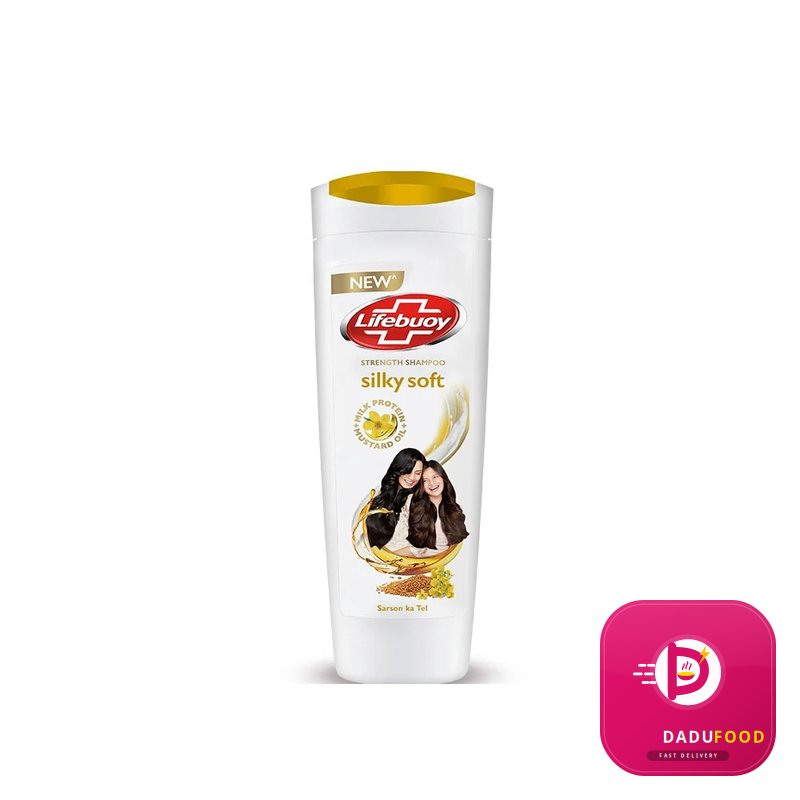 NEW^
Lifebuoy
STRENGTH SHAMPOO
silky soft
+MILK PROTEIN+
MUSTARD OIL
Sarson ka Tel
DADUFOOD
FAST DELIVERY